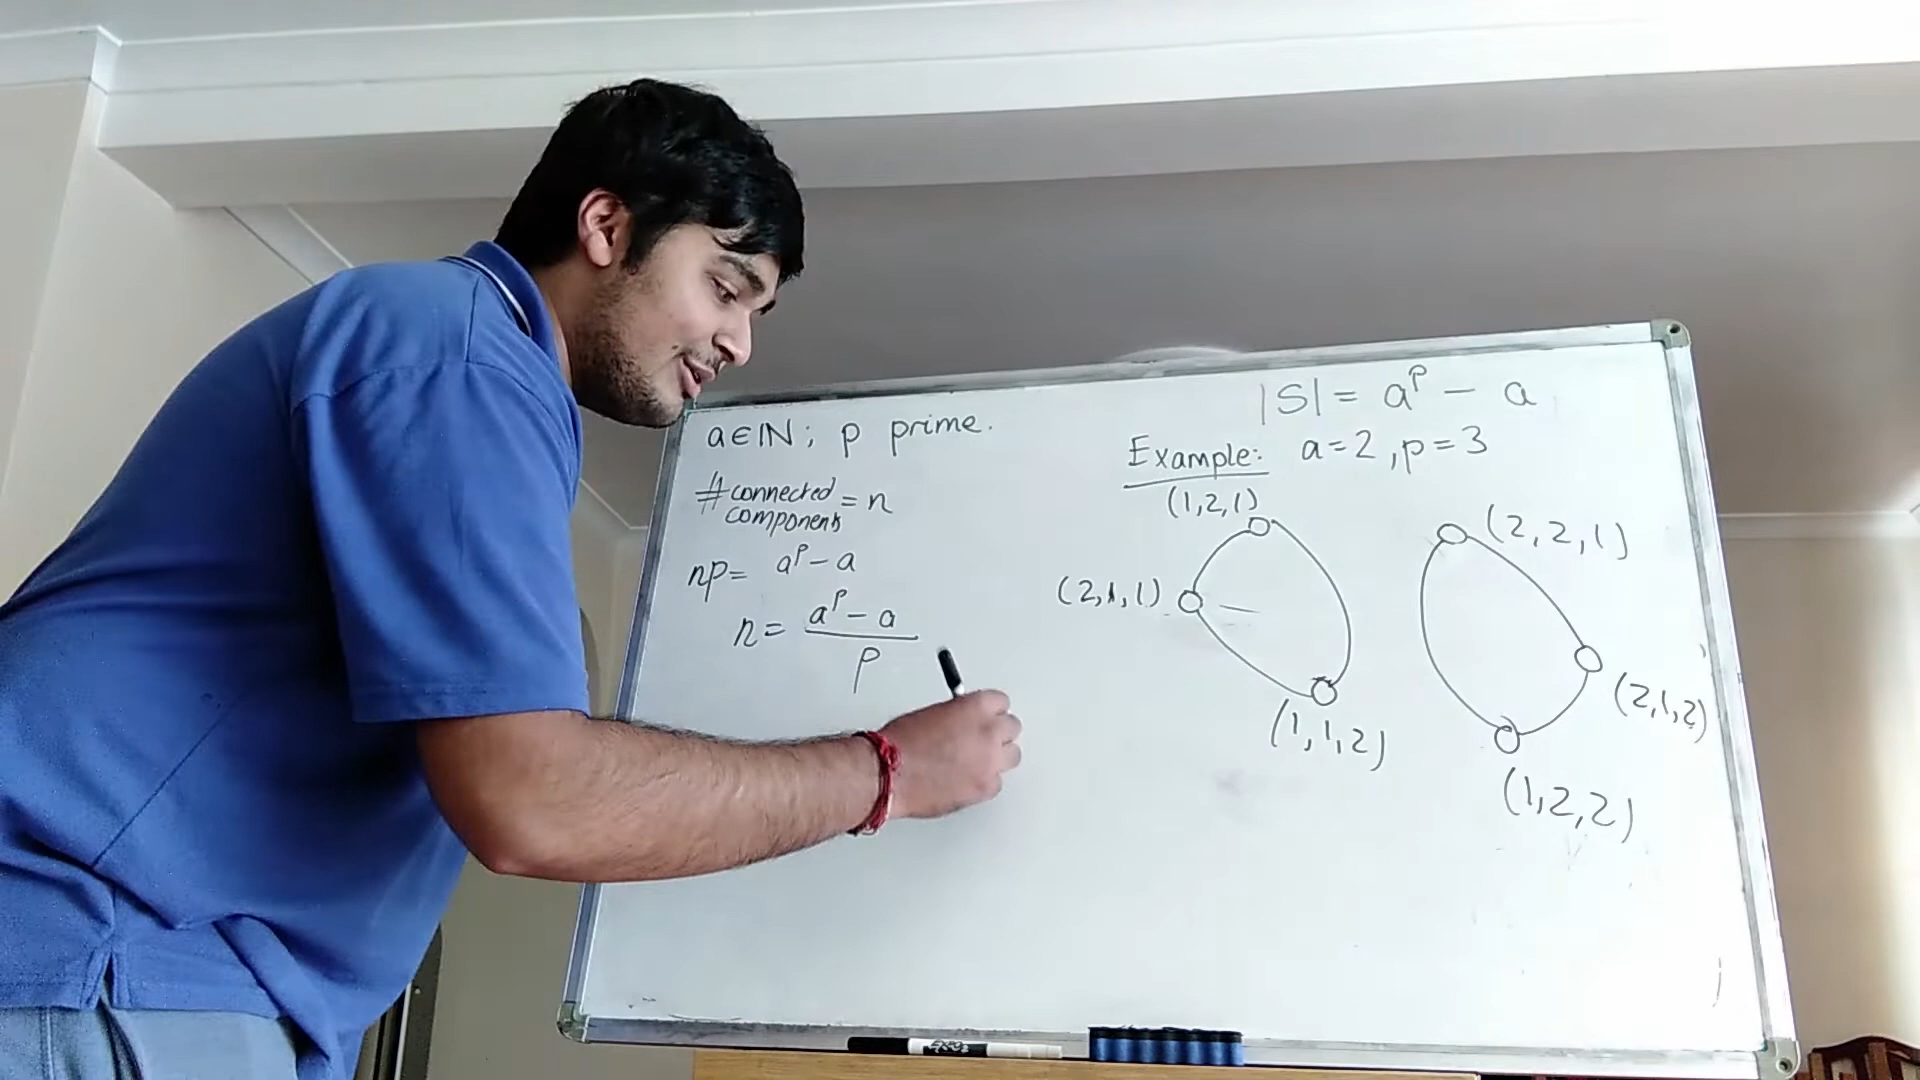 a∈ℕ; p prime.
# connected components = n
np = a^p - a
n = (a^p - a)/p
|S| = a^p - a
Example: a=2, p=3
(1,2,1)
(2,1,1)
(1,1,2)
(2,2,1)
(2,1,2)
(1,2,2)
EXPO